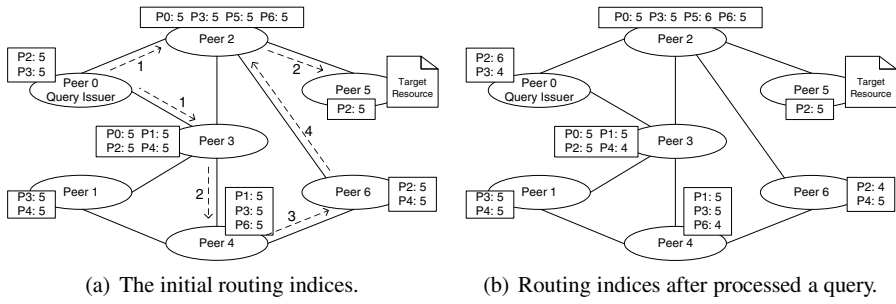 P0: 5 P3: 5 P5: 5 P6: 5
Peer 2
P2: 5
P3: 5
Peer 0
Query Issuer
1
1
2
Peer 5
P2: 5
Target
Resource
P0: 5 P1: 5
P2: 5 P4: 5
Peer 3
4
2
Peer 1
P3: 5
P4: 5
P1: 5
P3: 5
P6: 5
Peer 4
3
Peer 6
P2: 5
P4: 5
(a) The initial routing indices.
P0: 5 P3: 5 P5: 6 P6: 5
Peer 2
P2: 6
P3: 4
Peer 0
Query Issuer
Peer 5
P2: 5
Target
Resource
P0: 5 P1: 5
P2: 5 P4: 4
Peer 3
Peer 1
P3: 5
P4: 5
P1: 5
P3: 5
P6: 4
Peer 4
Peer 6
P2: 4
P4: 5
(b) Routing indices after processed a query.